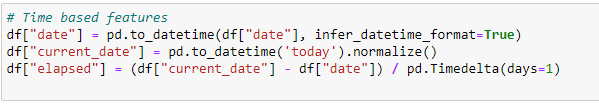 # Time based features
df["date"] = pd.to_datetime(df["date"], infer_datetime_format=True)
df["current_date"] = pd.to_datetime('today').normalize()
df["elapsed"] = (df["current_date"] - df["date"]) / pd.Timedelta(days=1)